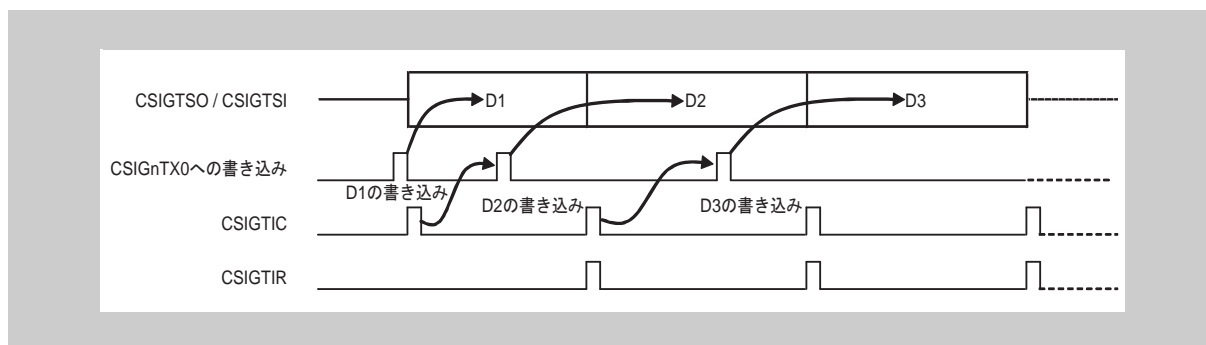 CSIGTSO / CSIGTSI
D1
D2
D3
CSIGnTX0への書き込み
D1の書き込み
D2の書き込み
D3の書き込み
CSIGTIC
CSIGTIR